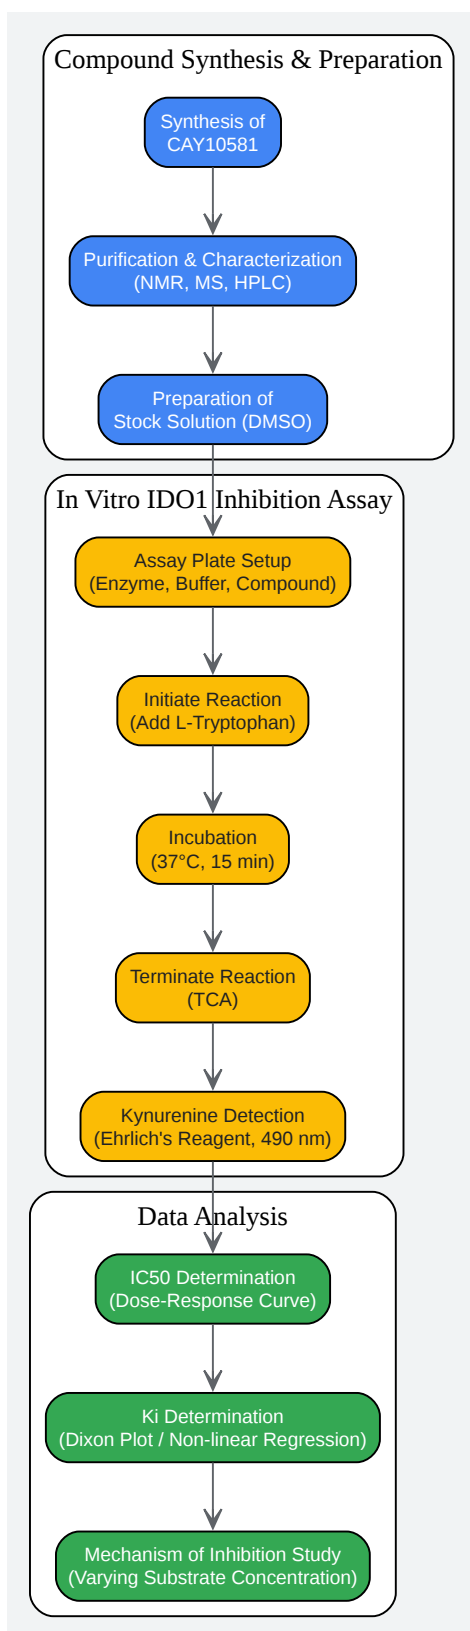 Compound Synthesis & Preparation
Synthesis of
CAY10581
Purification & Characterization
(NMR, MS, HPLC)
Preparation of
Stock Solution (DMSO)
In Vitro IDO1 Inhibition Assay
Assay Plate Setup
(Enzyme, Buffer, Compound)
Initiate Reaction
(Add L-Tryptophan)
Incubation
(37°C, 15 min)
Terminate Reaction
(TCA)
Kynurenine Detection
(Ehrlich's Reagent, 490 nm)
Data Analysis
IC50 Determination
(Dose-Response Curve)
Ki Determination
(Dixon Plot / Non-linear Regression)
Mechanism of Inhibition Study
(Varying Substrate Concentration)